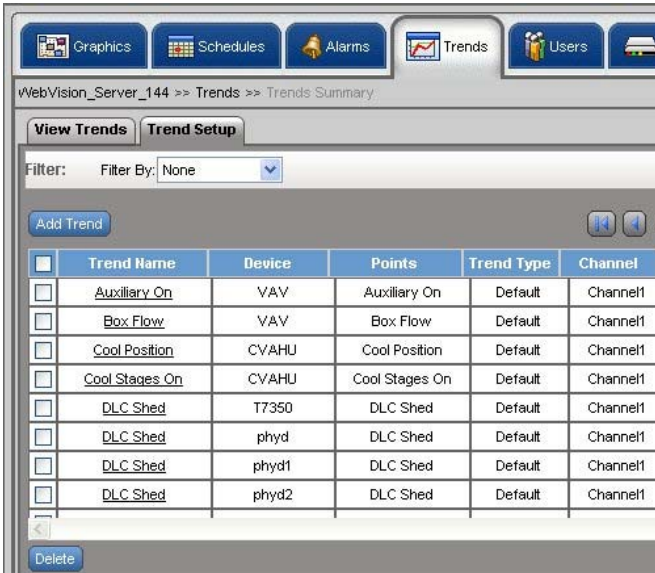 Graphics Schedules Alarms Trends Users
WebVision_Server_144 >> Trends >> Trends Summary
View Trends Trend Setup
Filter: Filter By: None
Add Trend
Trend Name Device Points Trend Type Channel
Auxiliary On VAV Auxiliary On Default Channel1
Box Flow VAV Box Flow Default Channel1
Cool Position CVAHU Cool Position Default Channel1
Cool Stages On CVAHU Cool Stages On Default Channel1
DLC Shed T7350 DLC Shed Default Channel1
DLC Shed phyd DLC Shed Default Channel1
DLC Shed phyd1 DLC Shed Default Channel1
DLC Shed phyd2 DLC Shed Default Channel1
Delete